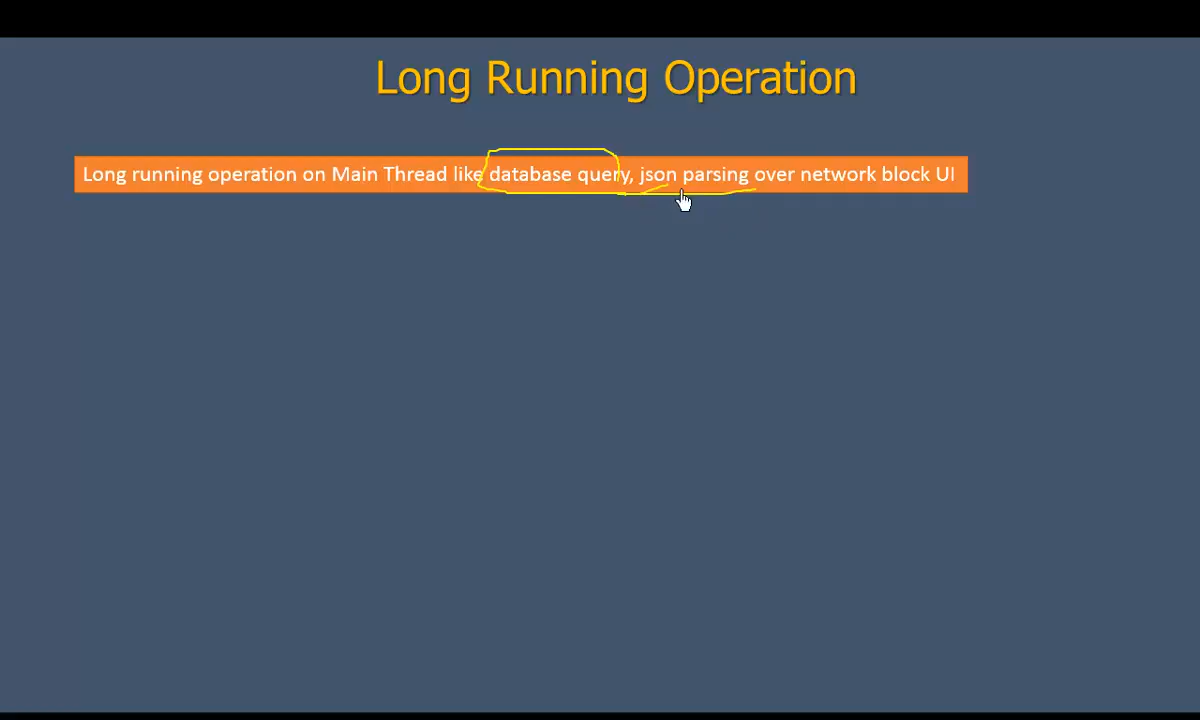 Long Running Operation
Long running operation on Main Thread like database query, json parsing over network block UI